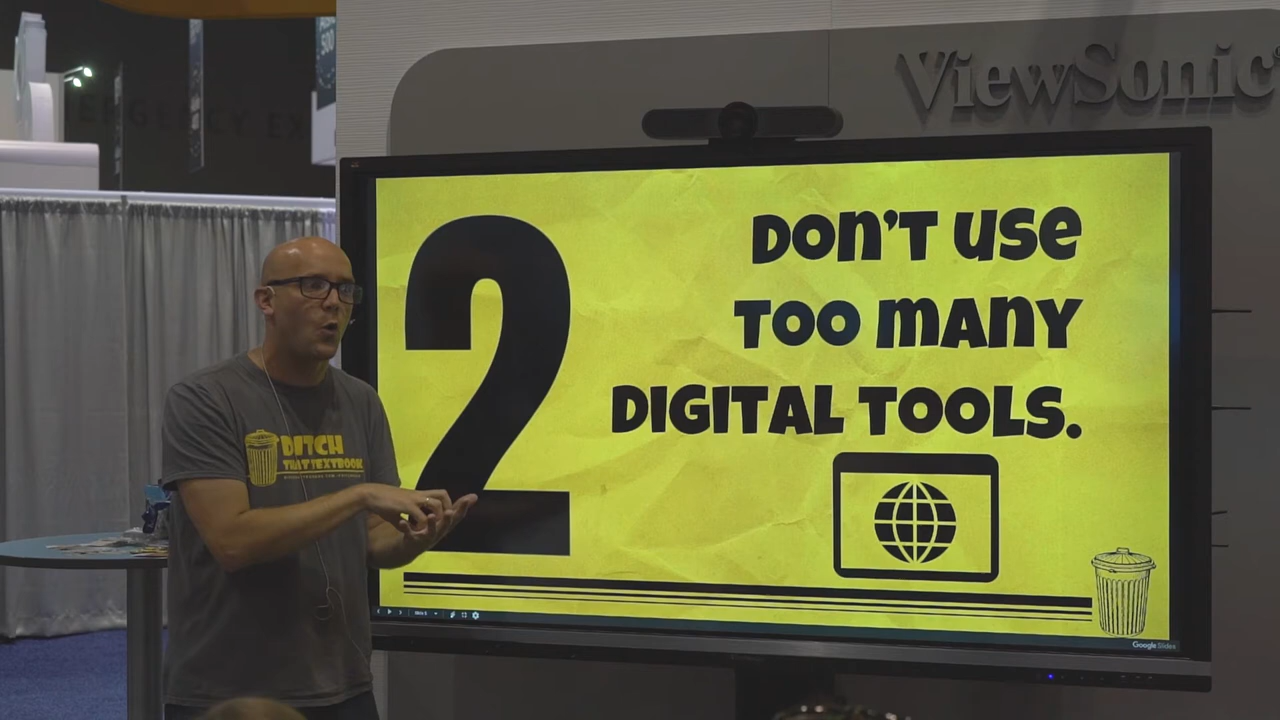 ViewSonic
2
DON'T USE
TOO MANY
DIGITAL TOOLS.
DITCH
THAT TEXTBOOK
Google Slides